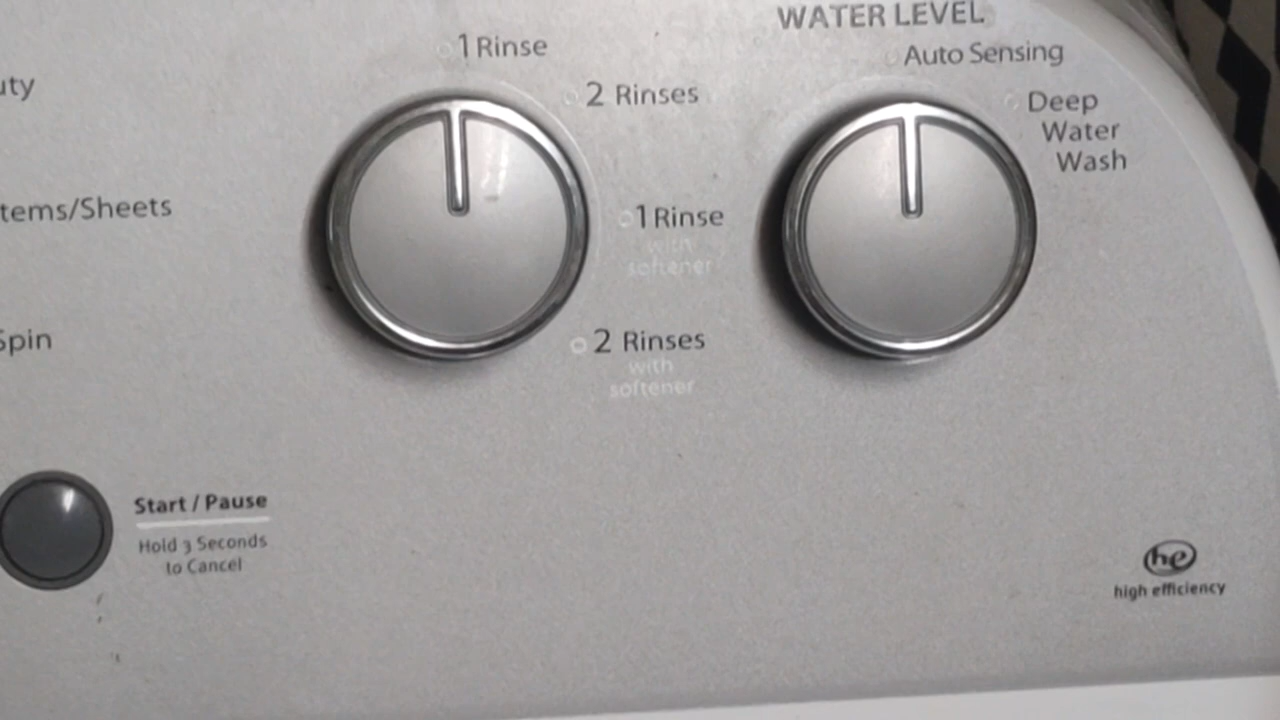 WATER LEVEL
1 Rinse
Auto Sensing
uty
2 Rinses
Deep
Water
Wash
tems/Sheets
1 Rinse
with
softener
Spin
2 Rinses
with
softener
Start / Pause
Hold 3 Seconds
to Cancel
he
high efficiency